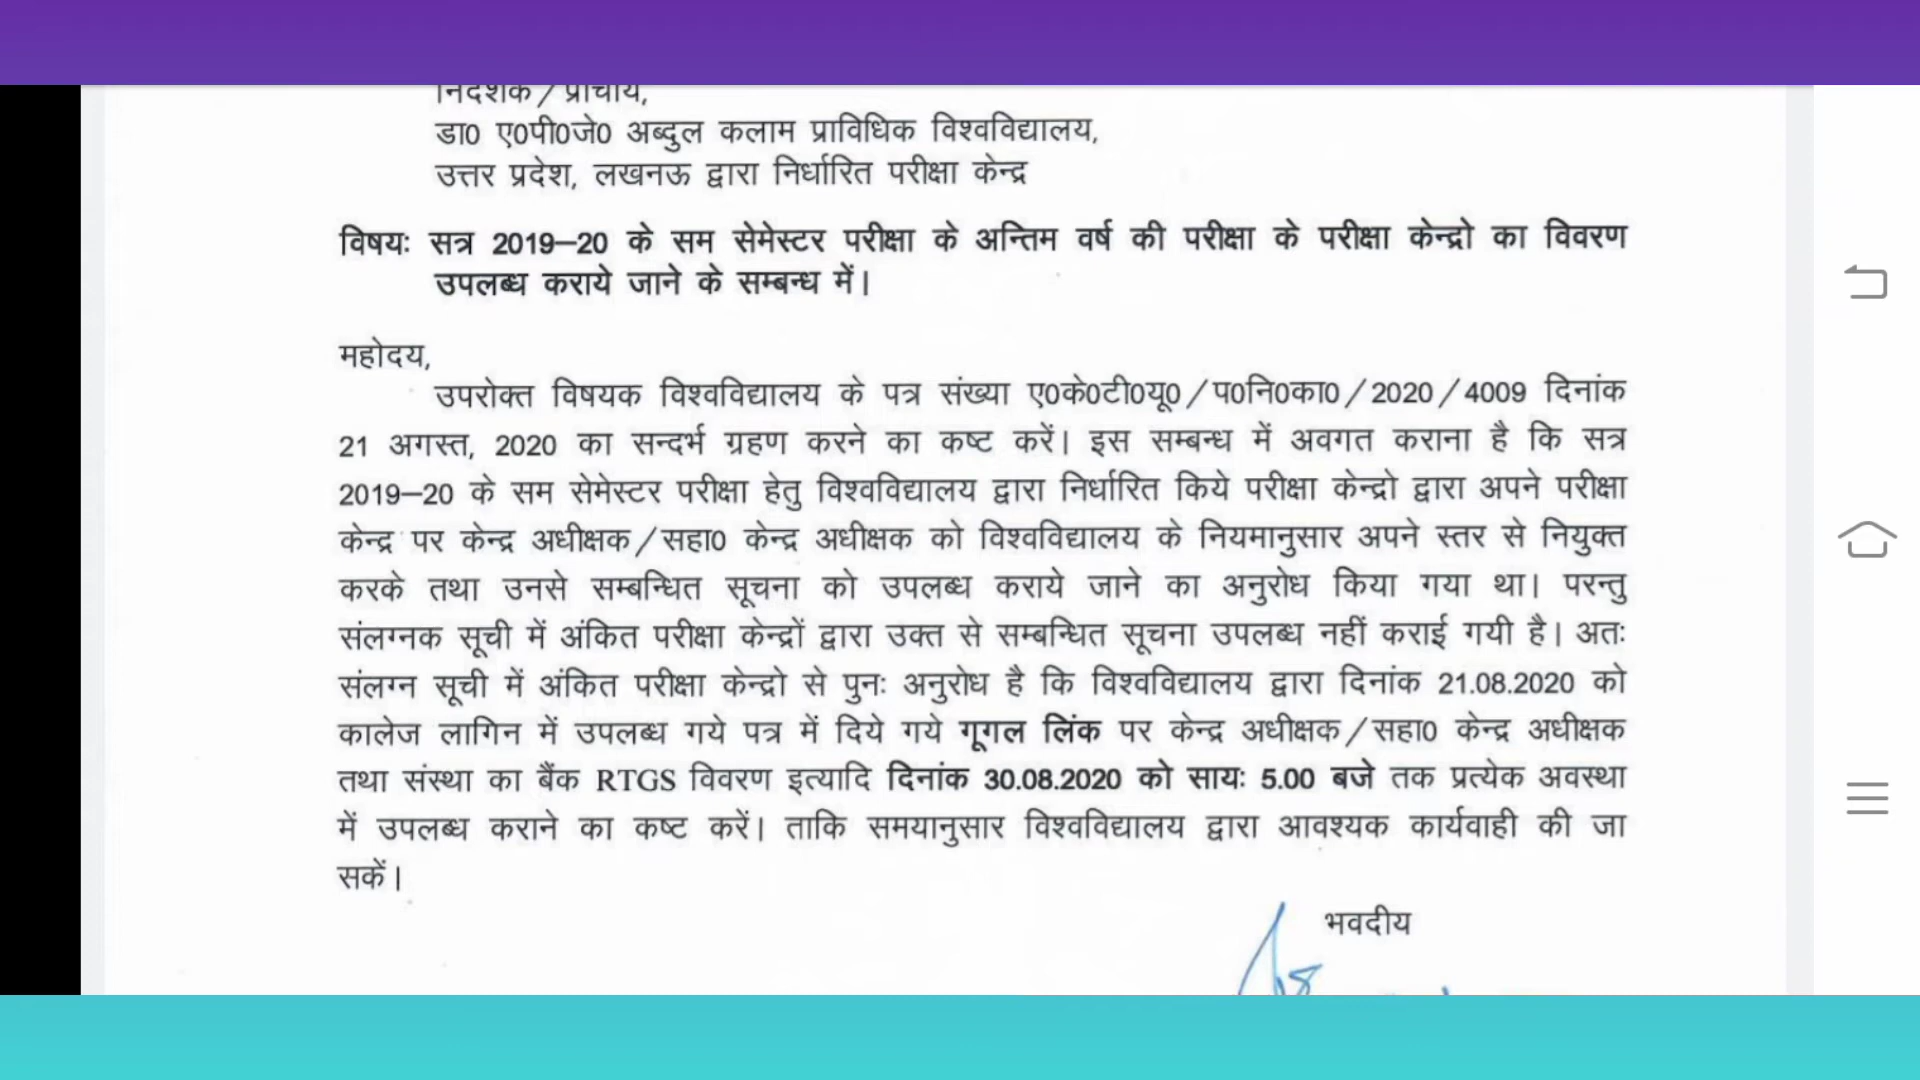 निदेशक/प्राचार्य,
डा0 ए0पी0जे0 अब्दुल कलाम प्राविधिक विश्वविद्यालय,
उत्तर प्रदेश, लखनऊ द्वारा निर्धारित परीक्षा केन्द्र
विषयः सत्र 2019–20 के सम सेमेस्टर परीक्षा के अन्तिम वर्ष की परीक्षा के परीक्षा केन्द्रो का विवरण
उपलब्ध कराये जाने के सम्बन्ध में।
महोदय,
उपरोक्त विषयक विश्वविद्यालय के पत्र संख्या ए0के0टी0यू0/प0नि0का0/2020/4009 दिनांक
21 अगस्त, 2020 का सन्दर्भ ग्रहण करने का कष्ट करें। इस सम्बन्ध में अवगत कराना है कि सत्र
2019–20 के सम सेमेस्टर परीक्षा हेतु विश्वविद्यालय द्वारा निर्धारित किये परीक्षा केन्द्रो द्वारा अपने परीक्षा
केन्द्र पर केन्द्र अधीक्षक/सहा0 केन्द्र अधीक्षक को विश्वविद्यालय के नियमानुसार अपने स्तर से नियुक्त
करके तथा उनसे सम्बन्धित सूचना को उपलब्ध कराये जाने का अनुरोध किया गया था। परन्तु
संलग्नक सूची में अंकित परीक्षा केन्द्रों द्वारा उक्त से सम्बन्धित सूचना उपलब्ध नहीं कराई गयी है। अतः
संलग्न सूची में अंकित परीक्षा केन्द्रो से पुनः अनुरोध है कि विश्वविद्यालय द्वारा दिनांक 21.08.2020 को
कालेज लागिन में उपलब्ध गये पत्र में दिये गये गूगल लिंक पर केन्द्र अधीक्षक/सहा0 केन्द्र अधीक्षक
तथा संस्था का बैंक RTGS विवरण इत्यादि दिनांक 30.08.2020 को सायः 5.00 बजे तक प्रत्येक अवस्था
में उपलब्ध कराने का कष्ट करें। ताकि समयानुसार विश्वविद्यालय द्वारा आवश्यक कार्यवाही की जा
सकें।
भवदीय